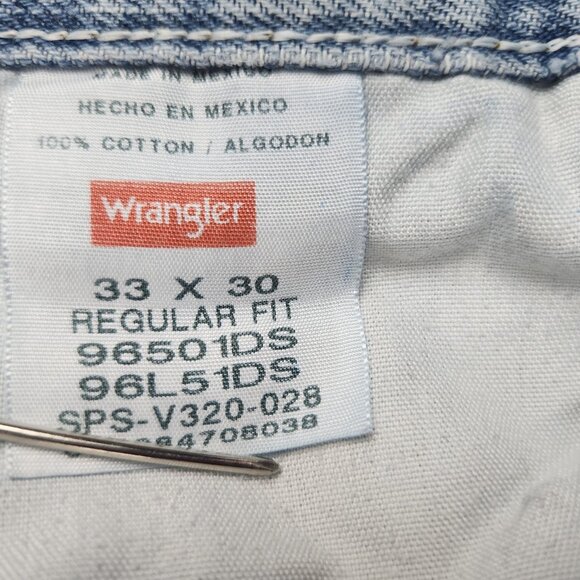 MADE IN MEXICO
HECHO EN MEXICO
100% COTTON / ALGODON
Wrangler
33 X 30
REGULAR FIT
96501DS
96L51DS
SPS-V320-028
84708038